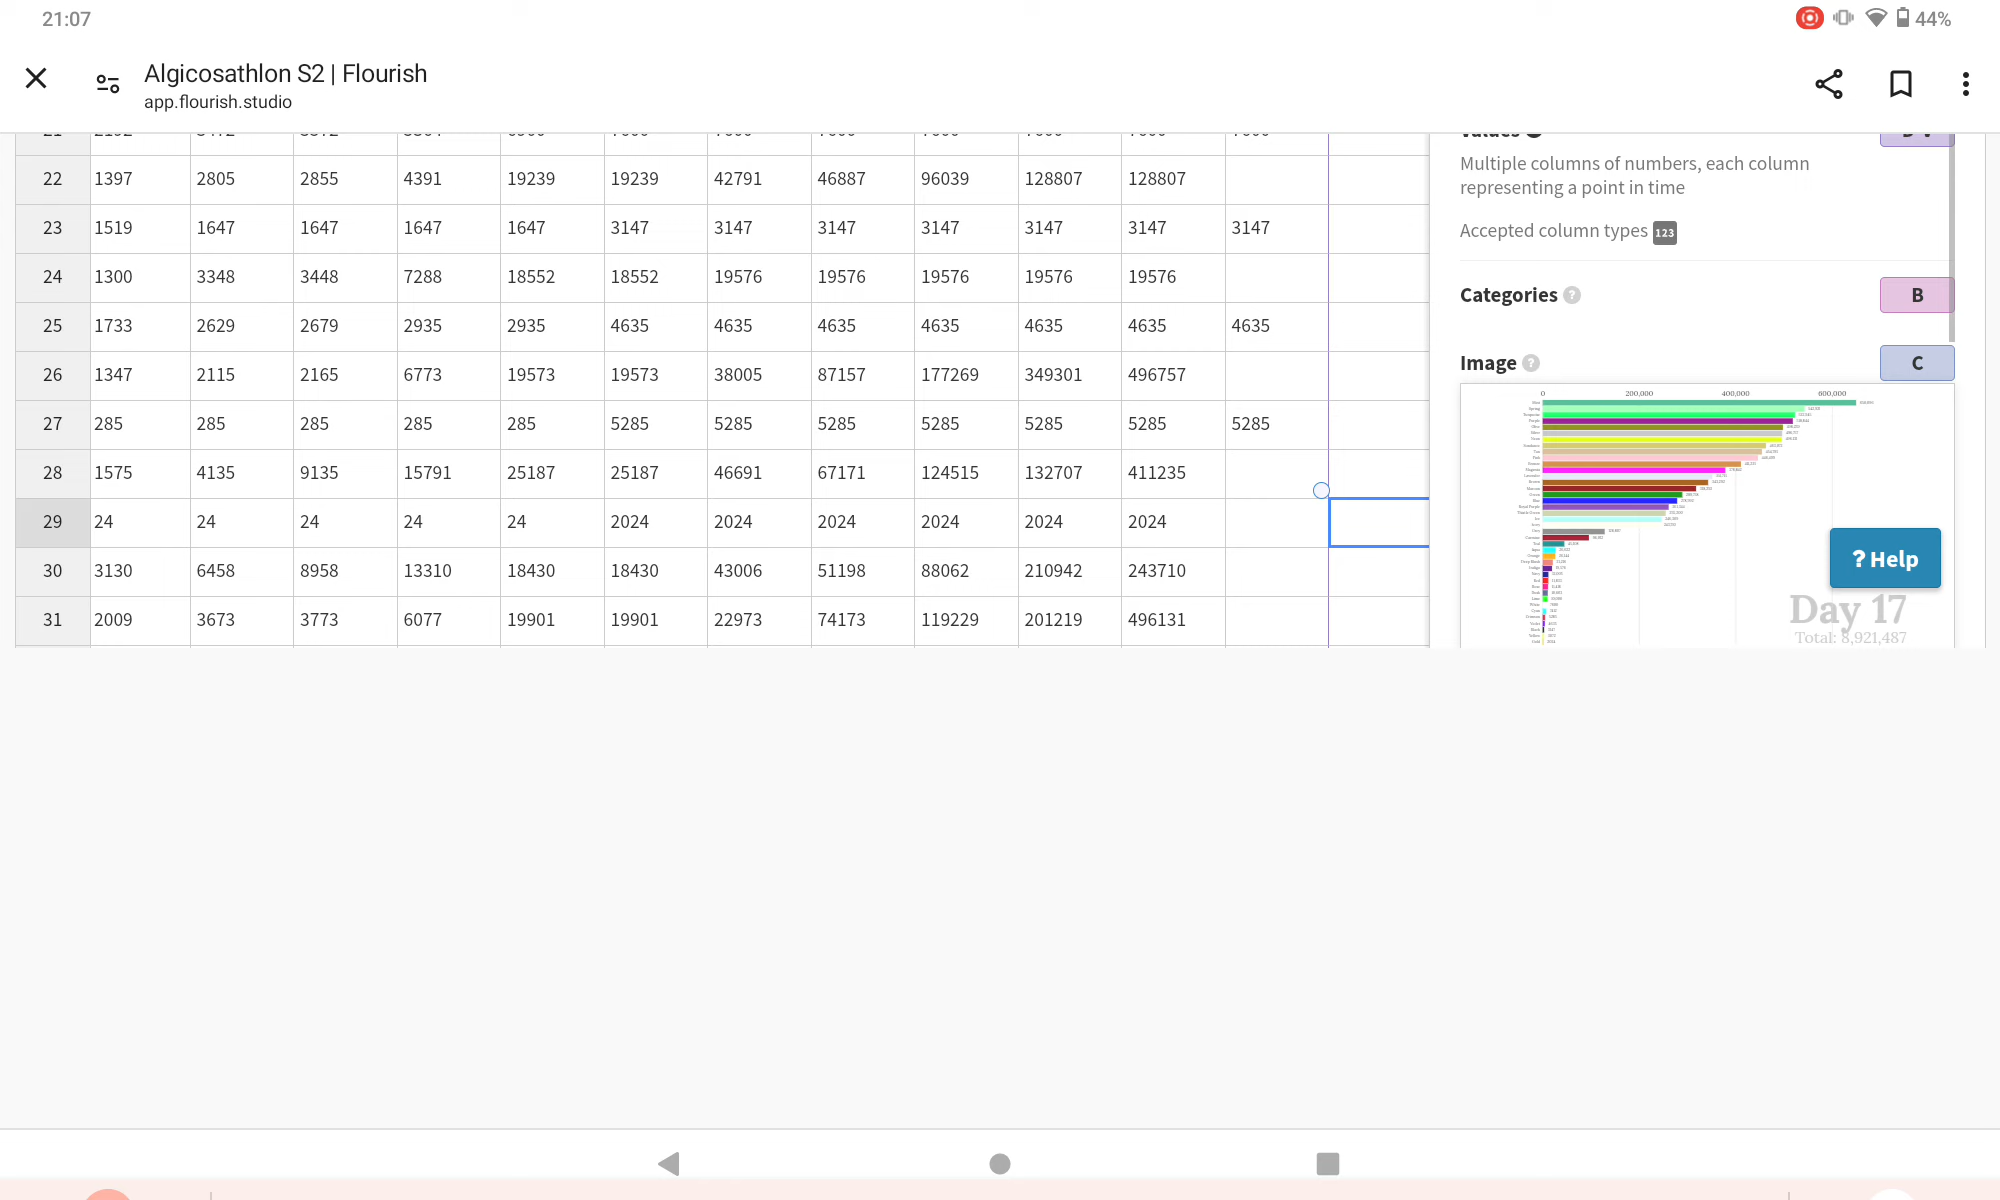 21:07
44%
Algicosathlon S2 | Flourish
app.flourish.studio
22 1397 2805 2855 4391 19239 19239 42791 46887 96039 128807 128807
23 1519 1647 1647 1647 1647 3147 3147 3147 3147 3147 3147 3147
24 1300 3348 3448 7288 18552 18552 19576 19576 19576 19576 19576
25 1733 2629 2679 2935 2935 4635 4635 4635 4635 4635 4635 4635
26 1347 2115 2165 6773 19573 19573 38005 87157 177269 349301 496757
27 285 285 285 285 285 5285 5285 5285 5285 5285 5285 5285
28 1575 4135 9135 15791 25187 25187 46691 67171 124515 132707 411235
29 24 24 24 24 24 2024 2024 2024 2024 2024 2024
30 3130 6458 8958 13310 18430 18430 43006 51198 88062 210942 243710
31 2009 3673 3773 6077 19901 19901 22973 74173 119229 201219 496131
Values
Multiple columns of numbers, each column
representing a point in time
Accepted column types 123
Categories ? B
Image ? C
0 200,000 400,000 600,000
? Help
Day 17
Total: 8,921,487